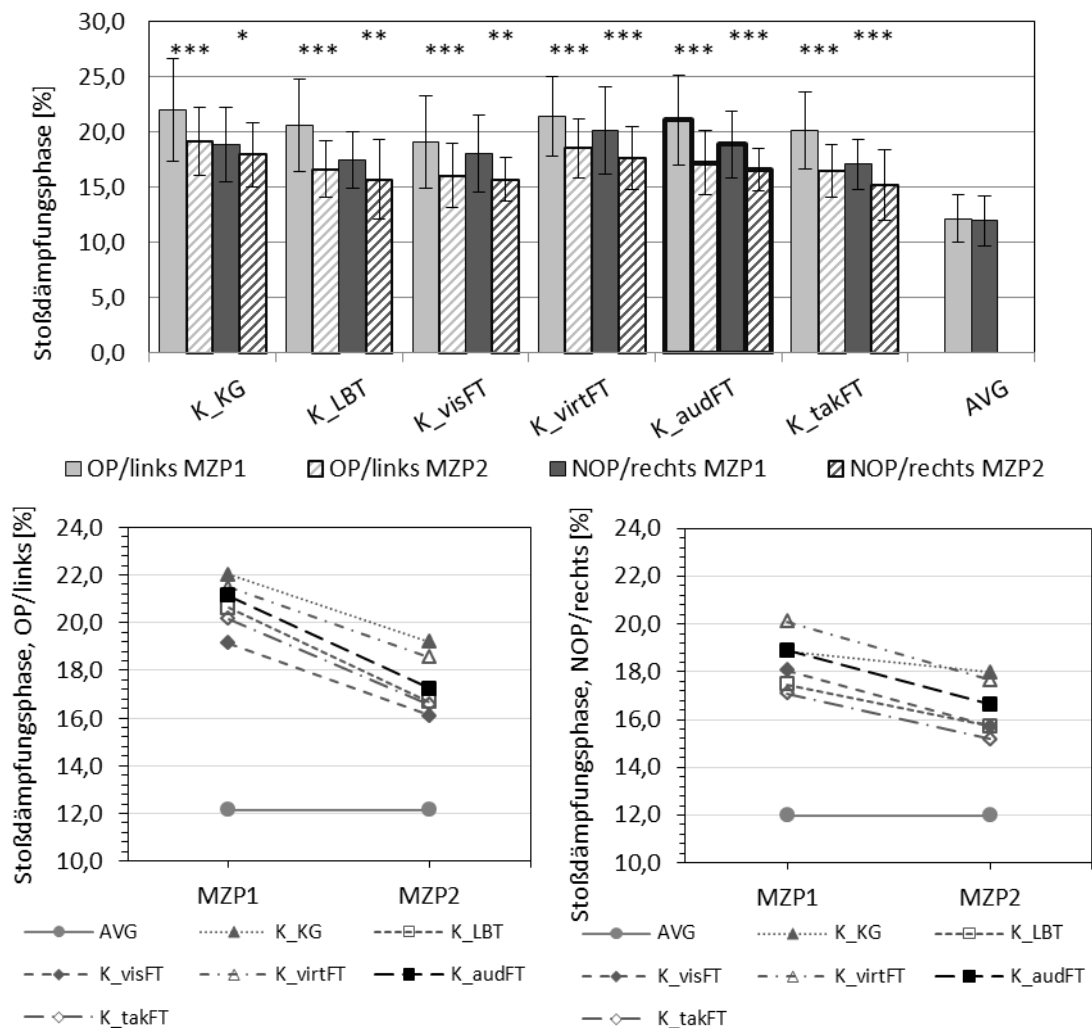 30,0
25,0
20,0
15,0
10,0
5,0
0,0
Stoßdämpfungsphase [%]
*** * *** ** *** ** *** *** *** *** *** ***
K_KG K_LBT K_visFT K_virtFT K_audFT K_takFT AVG
OP/links MZP1 OP/links MZP2 NOP/rechts MZP1 NOP/rechts MZP2
Stoßdämpfungsphase, OP/links [%]
24,0
22,0
20,0
18,0
16,0
14,0
12,0
10,0
MZP1 MZP2
AVG K_KG K_LBT
K_visFT K_virtFT K_audFT
K_takFT
Stoßdämpfungsphase, NOP/rechts [%]
24,0
22,0
20,0
18,0
16,0
14,0
12,0
10,0
MZP1 MZP2
AVG K_KG K_LBT
K_visFT K_virtFT K_audFT
K_takFT